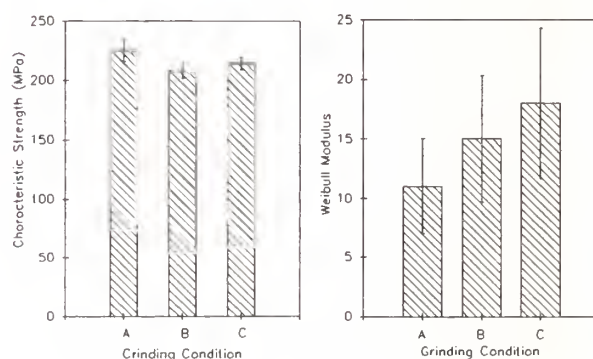 250
200
150
100
50
0
Chorocteristic Strength (MPa)
A B C
Crinding Condition
25
20
15
10
5
0
Weibull Modulus
A B C
Grinding Condition